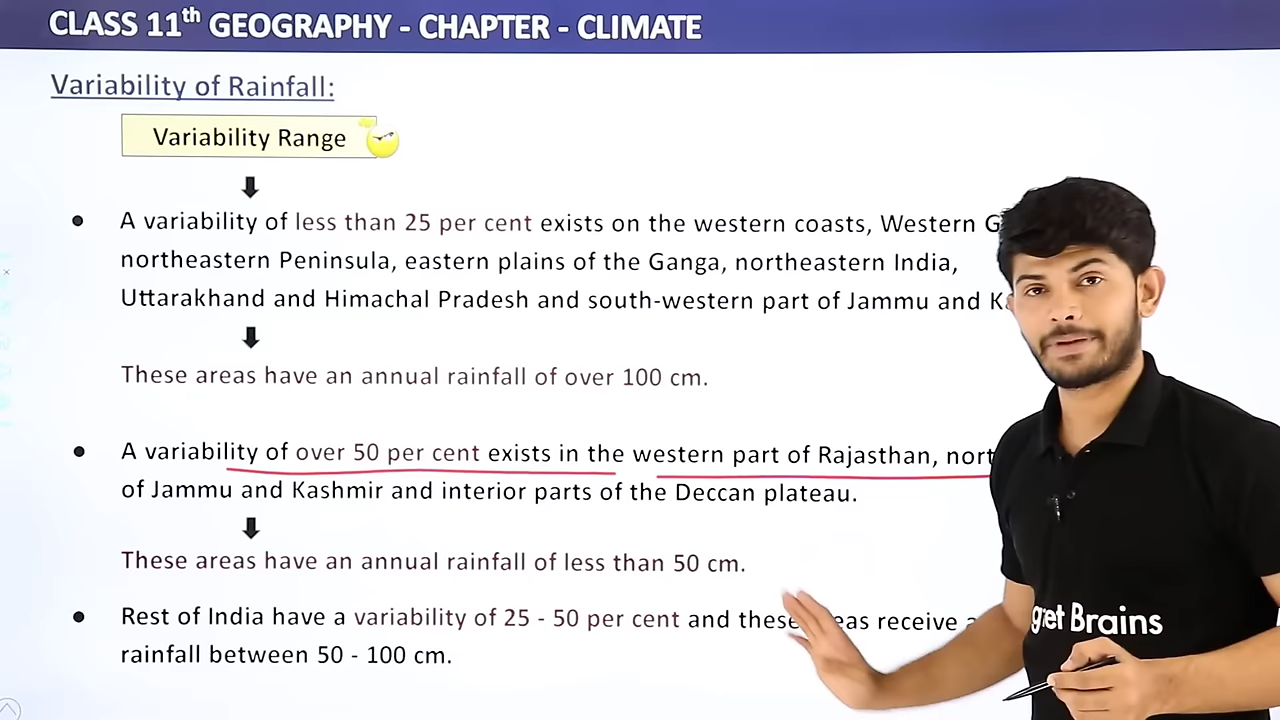 CLASS 11th GEOGRAPHY - CHAPTER - CLIMATE
Variability of Rainfall:
Variability Range
A variability of less than 25 per cent exists on the western coasts, Western
northeastern Peninsula, eastern plains of the Ganga, northeastern India,
Uttarakhand and Himachal Pradesh and south-western part of Jammu and
These areas have an annual rainfall of over 100 cm.
A variability of over 50 per cent exists in the western part of Rajasthan,
of Jammu and Kashmir and interior parts of the Deccan plateau.
These areas have an annual rainfall of less than 50 cm.
Rest of India have a variability of 25 - 50 per cent and these receive
rainfall between 50 - 100 cm.
Brains